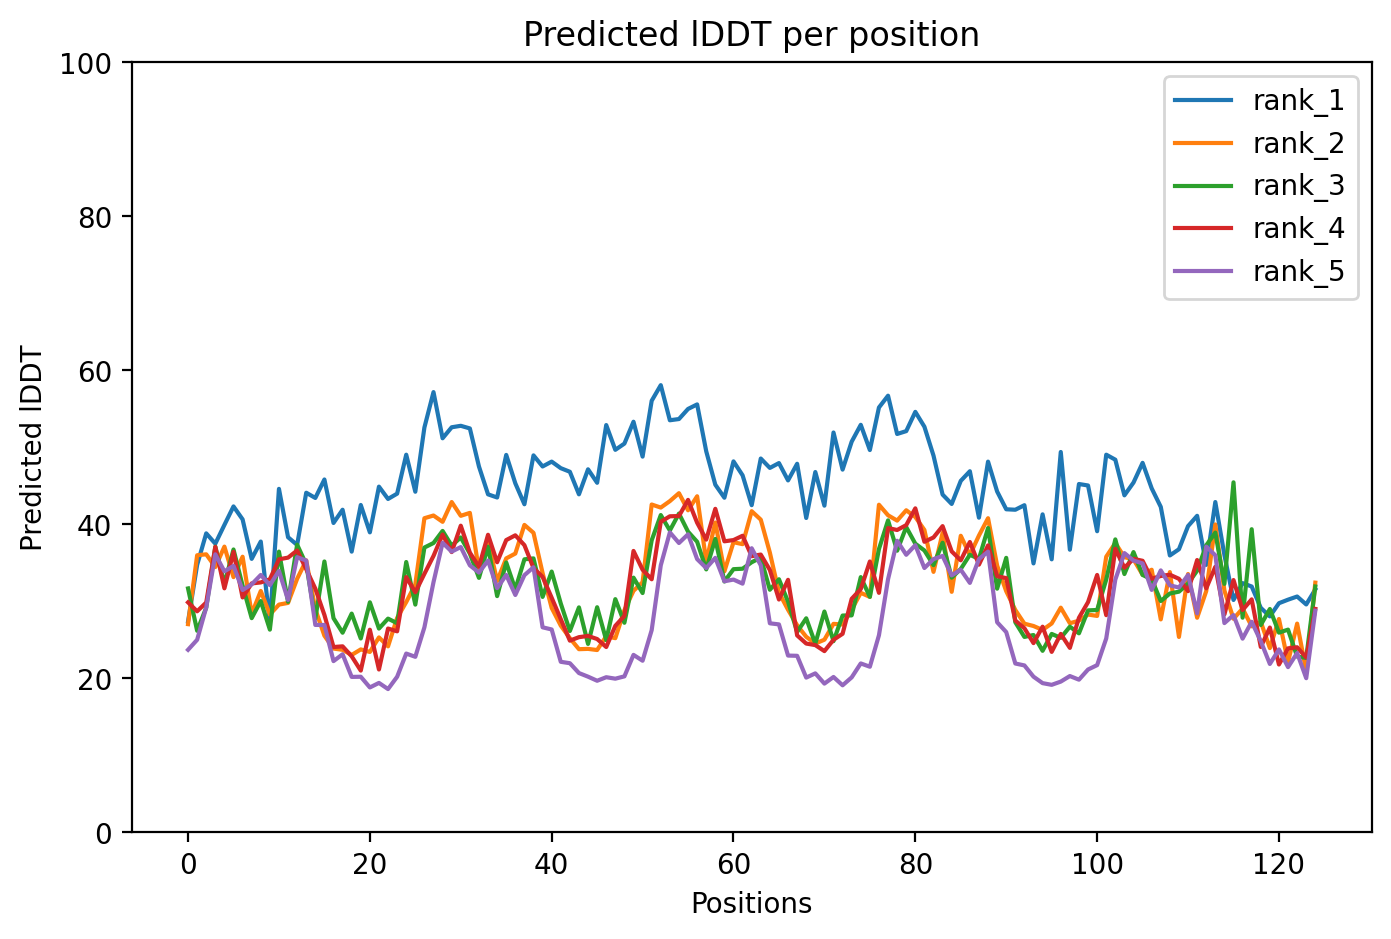 Predicted lDDT per position
100
80
60
40
20
0
Predicted lDDT
rank_1
rank_2
rank_3
rank_4
rank_5
0 20 40 60 80 100 120
Positions